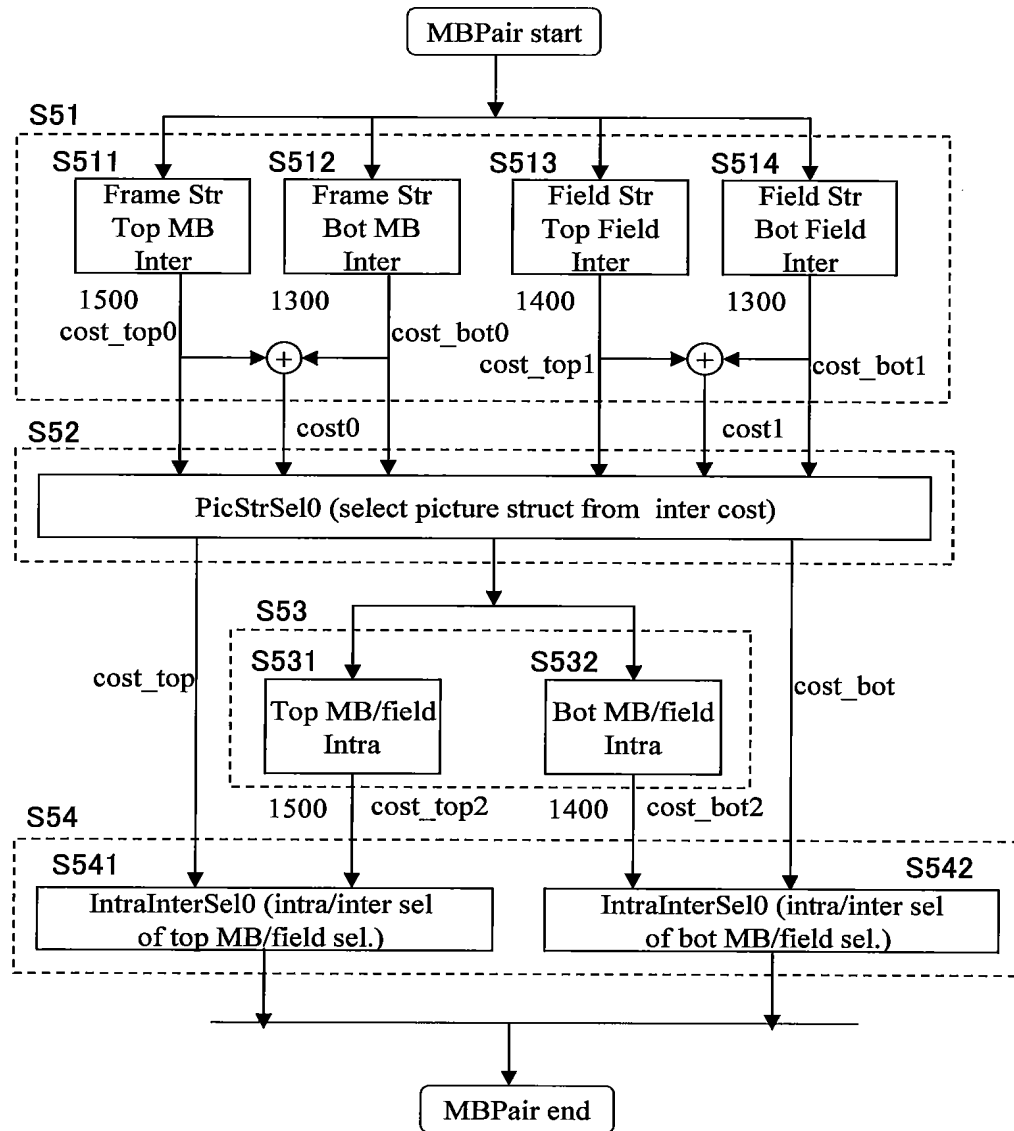 MBPair start
S51
S511
S512
S513
S514
Frame Str
Top MB
Inter
Frame Str
Bot MB
Inter
Field Str
Top Field
Inter
Field Str
Bot Field
Inter
1500
1300
1400
1300
cost_top0
cost_bot0
cost_top1
cost_bot1
+
+
cost0
cost1
S52
PicStrSel0 (select picture struct from inter cost)
S53
S531
S532
cost_top
cost_bot
Top MB/field
Intra
Bot MB/field
Intra
1500
cost_top2
1400
cost_bot2
S54
S541
S542
IntraInterSel0 (intra/inter sel
of top MB/field sel.)
IntraInterSel0 (intra/inter sel
of bot MB/field sel.)
MBPair end